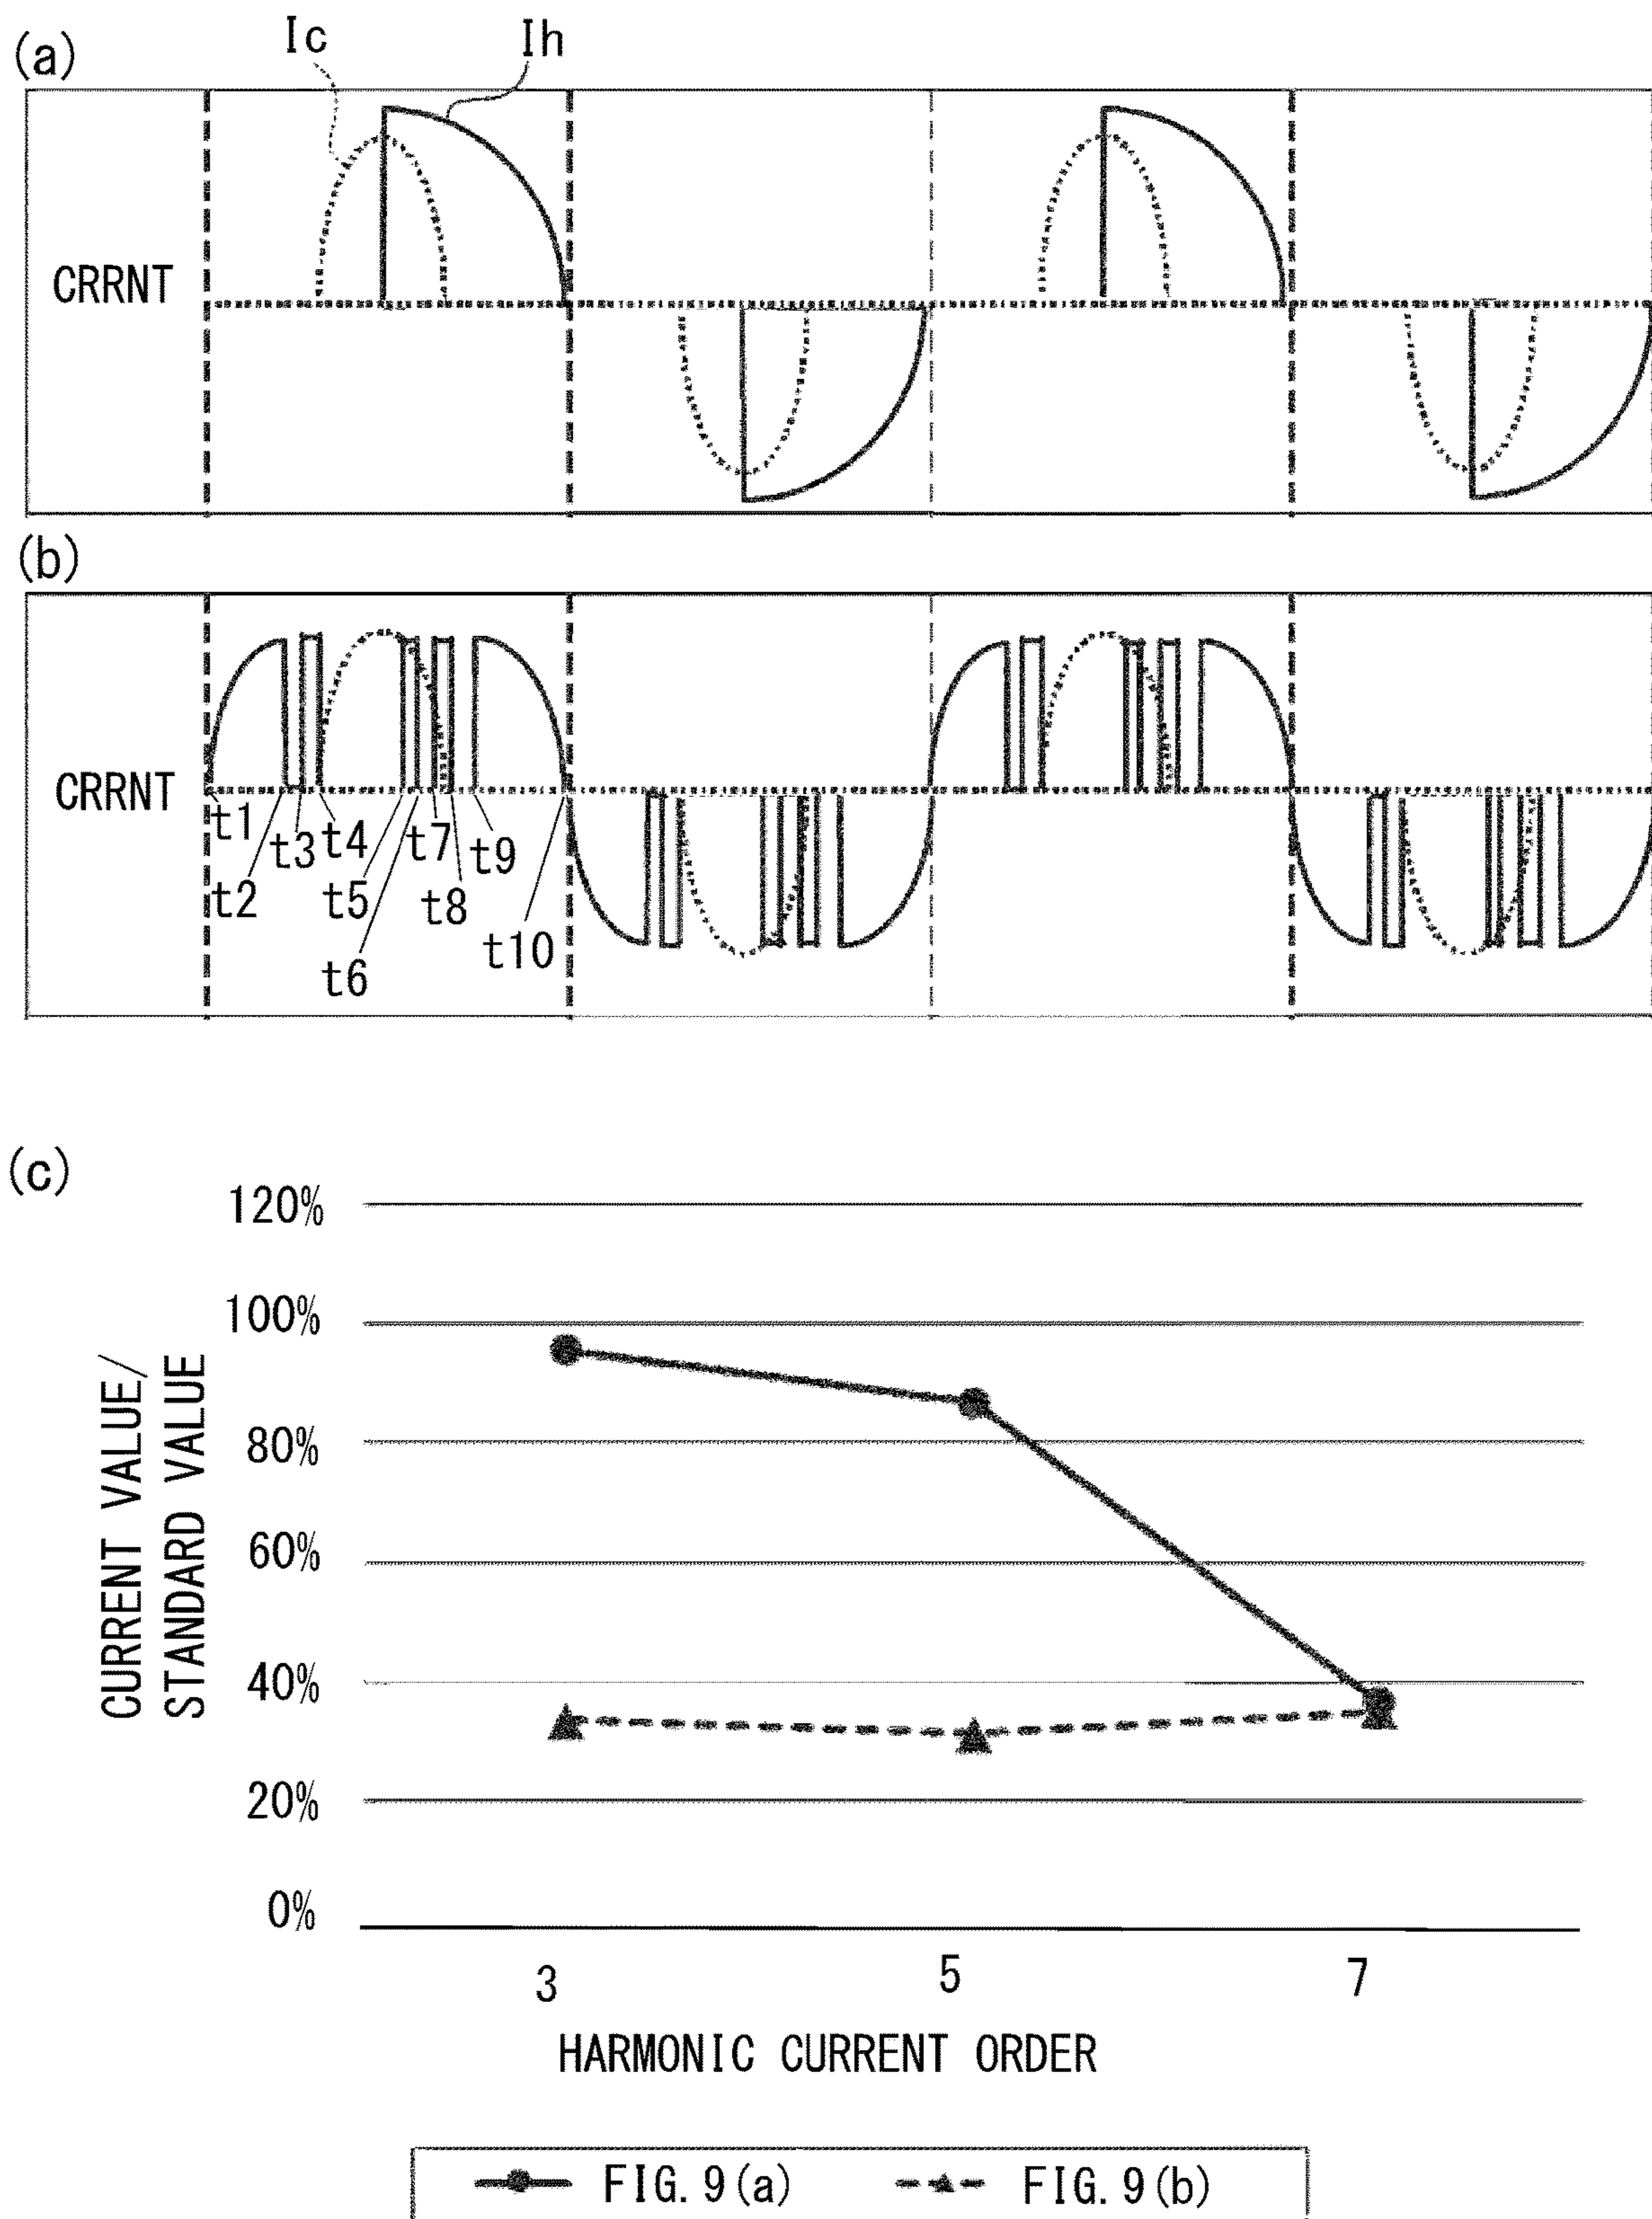 (a)
Ic
Ih
CRRNT
(b)
CRRNT
t1
t2
t3
t4
t5
t6
t7
t8
t9
t10
(c)
120%
100%
80%
60%
40%
20%
0%
CURRENT VALUE/
STANDARD VALUE
3
5
7
HARMONIC CURRENT ORDER
FIG. 9(a)
FIG. 9(b)